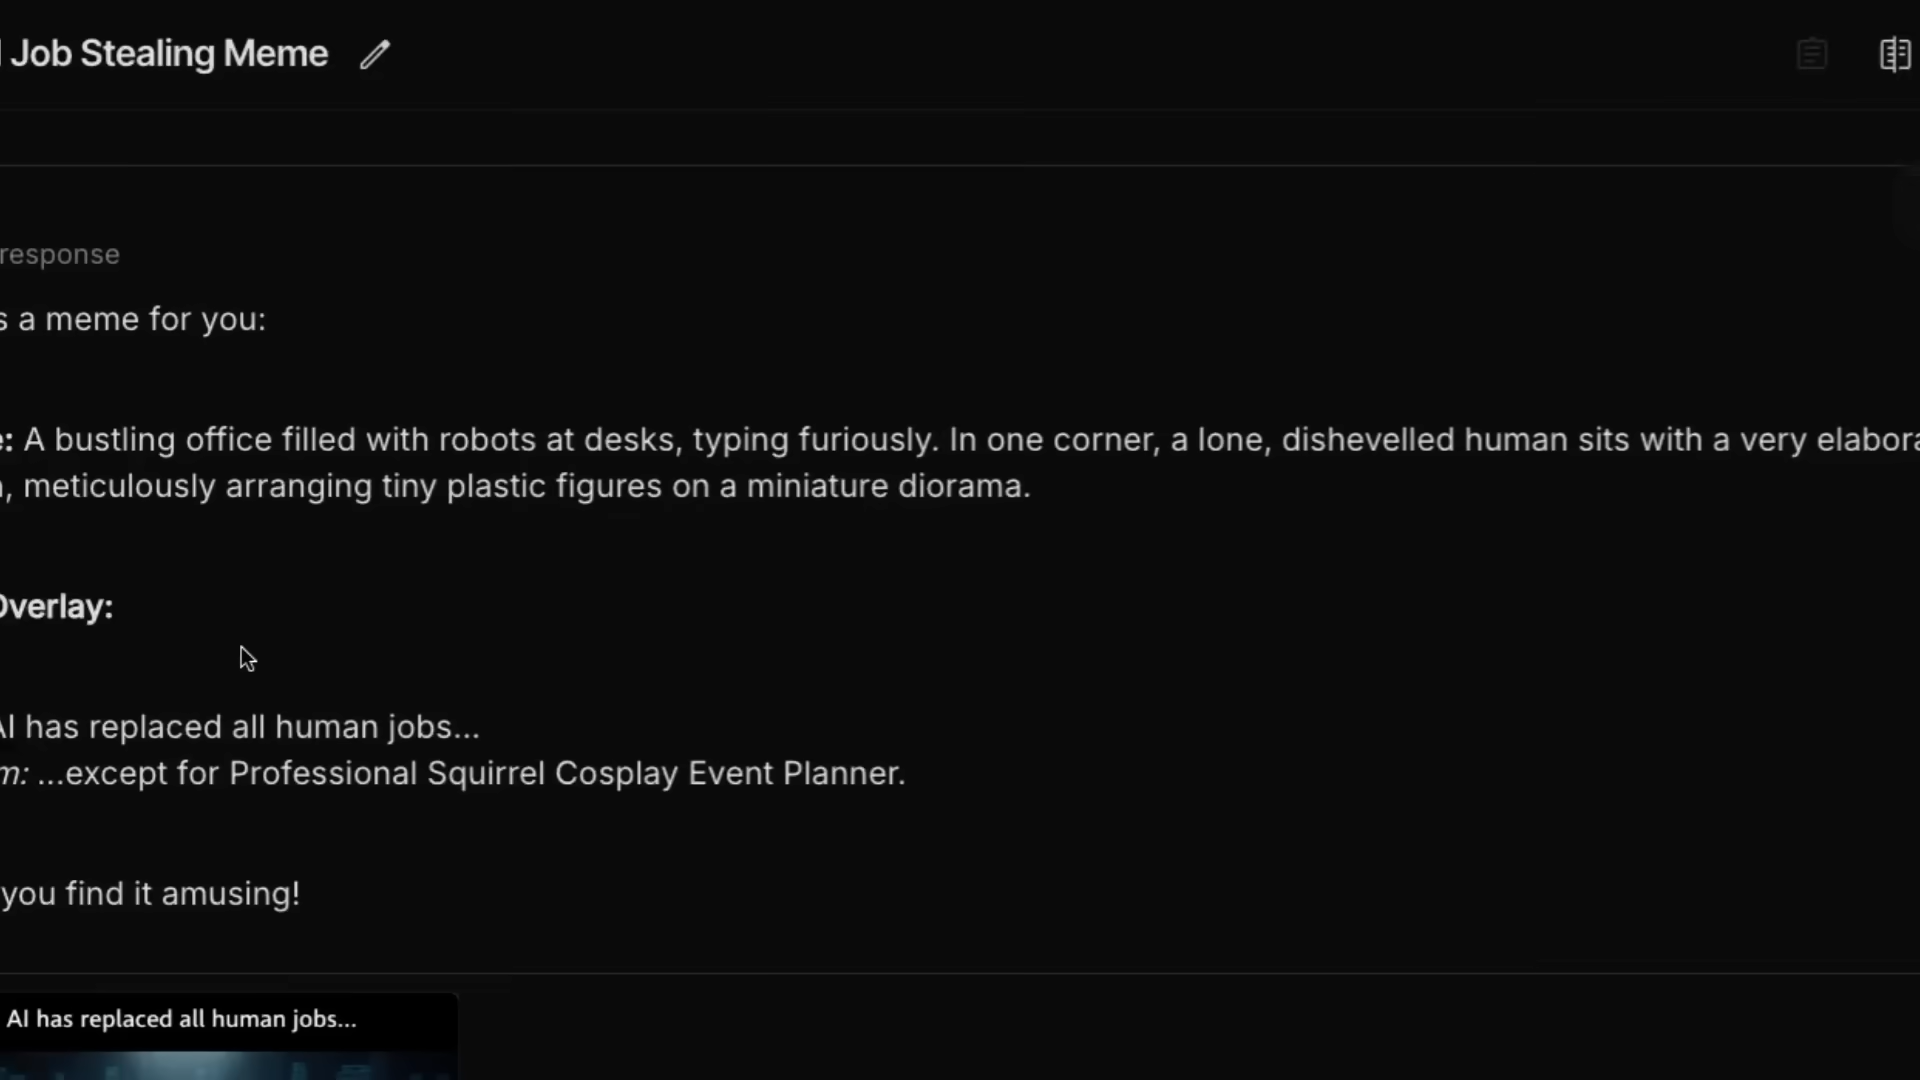 Job Stealing Meme
response
a meme for you:
A bustling office filled with robots at desks, typing furiously. In one corner, a lone, dishevelled human sits with a very
meticulously arranging tiny plastic figures on a miniature diorama.
Overlay:
AI has replaced all human jobs...
...except for Professional Squirrel Cosplay Event Planner.
you find it amusing!
AI has replaced all human jobs...